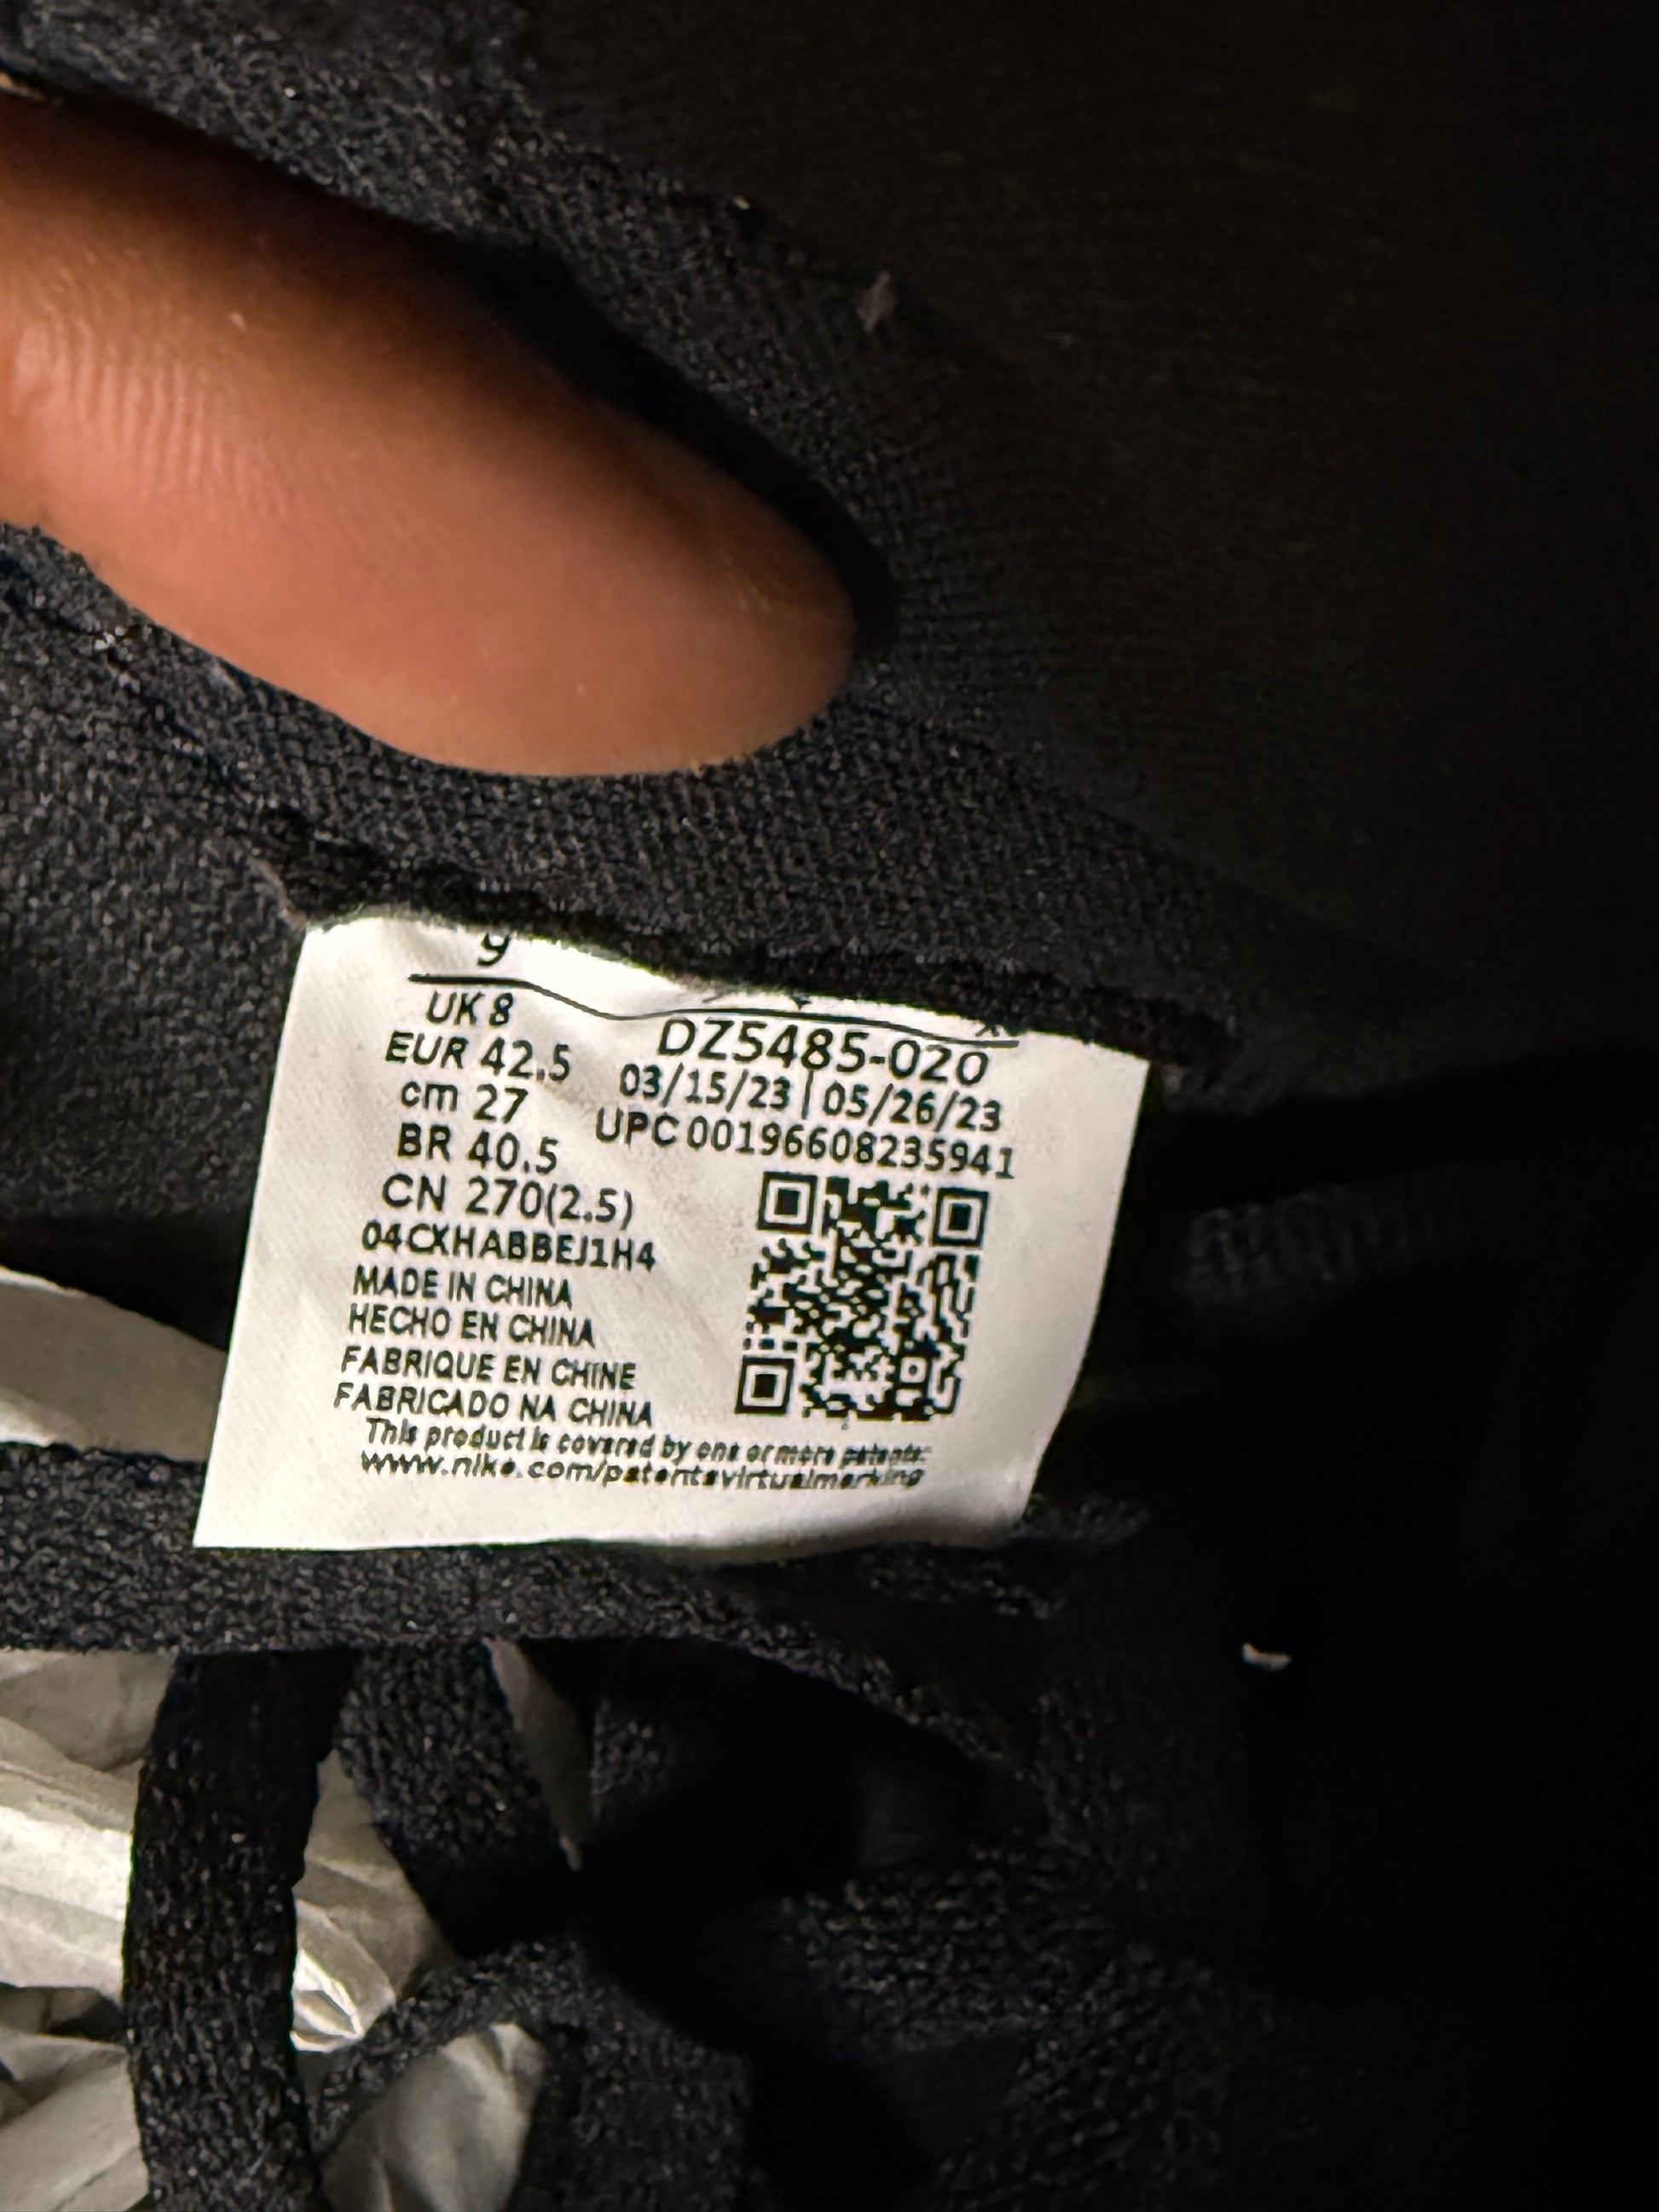 9
UK 8
EUR 42.5
cm 27
BR 40.5
CN 270(2.5)
04CXHABBEJ1H4
MADE IN CHINA
HECHO EN CHINA
FABRIQUE EN CHINE
FABRICADO NA CHINA
DZ5485-020
03/15/23 | 05/26/23
UPC 00196608235941
This product is covered by one or more patents:
www.nike.com/patentsvirtualmarking